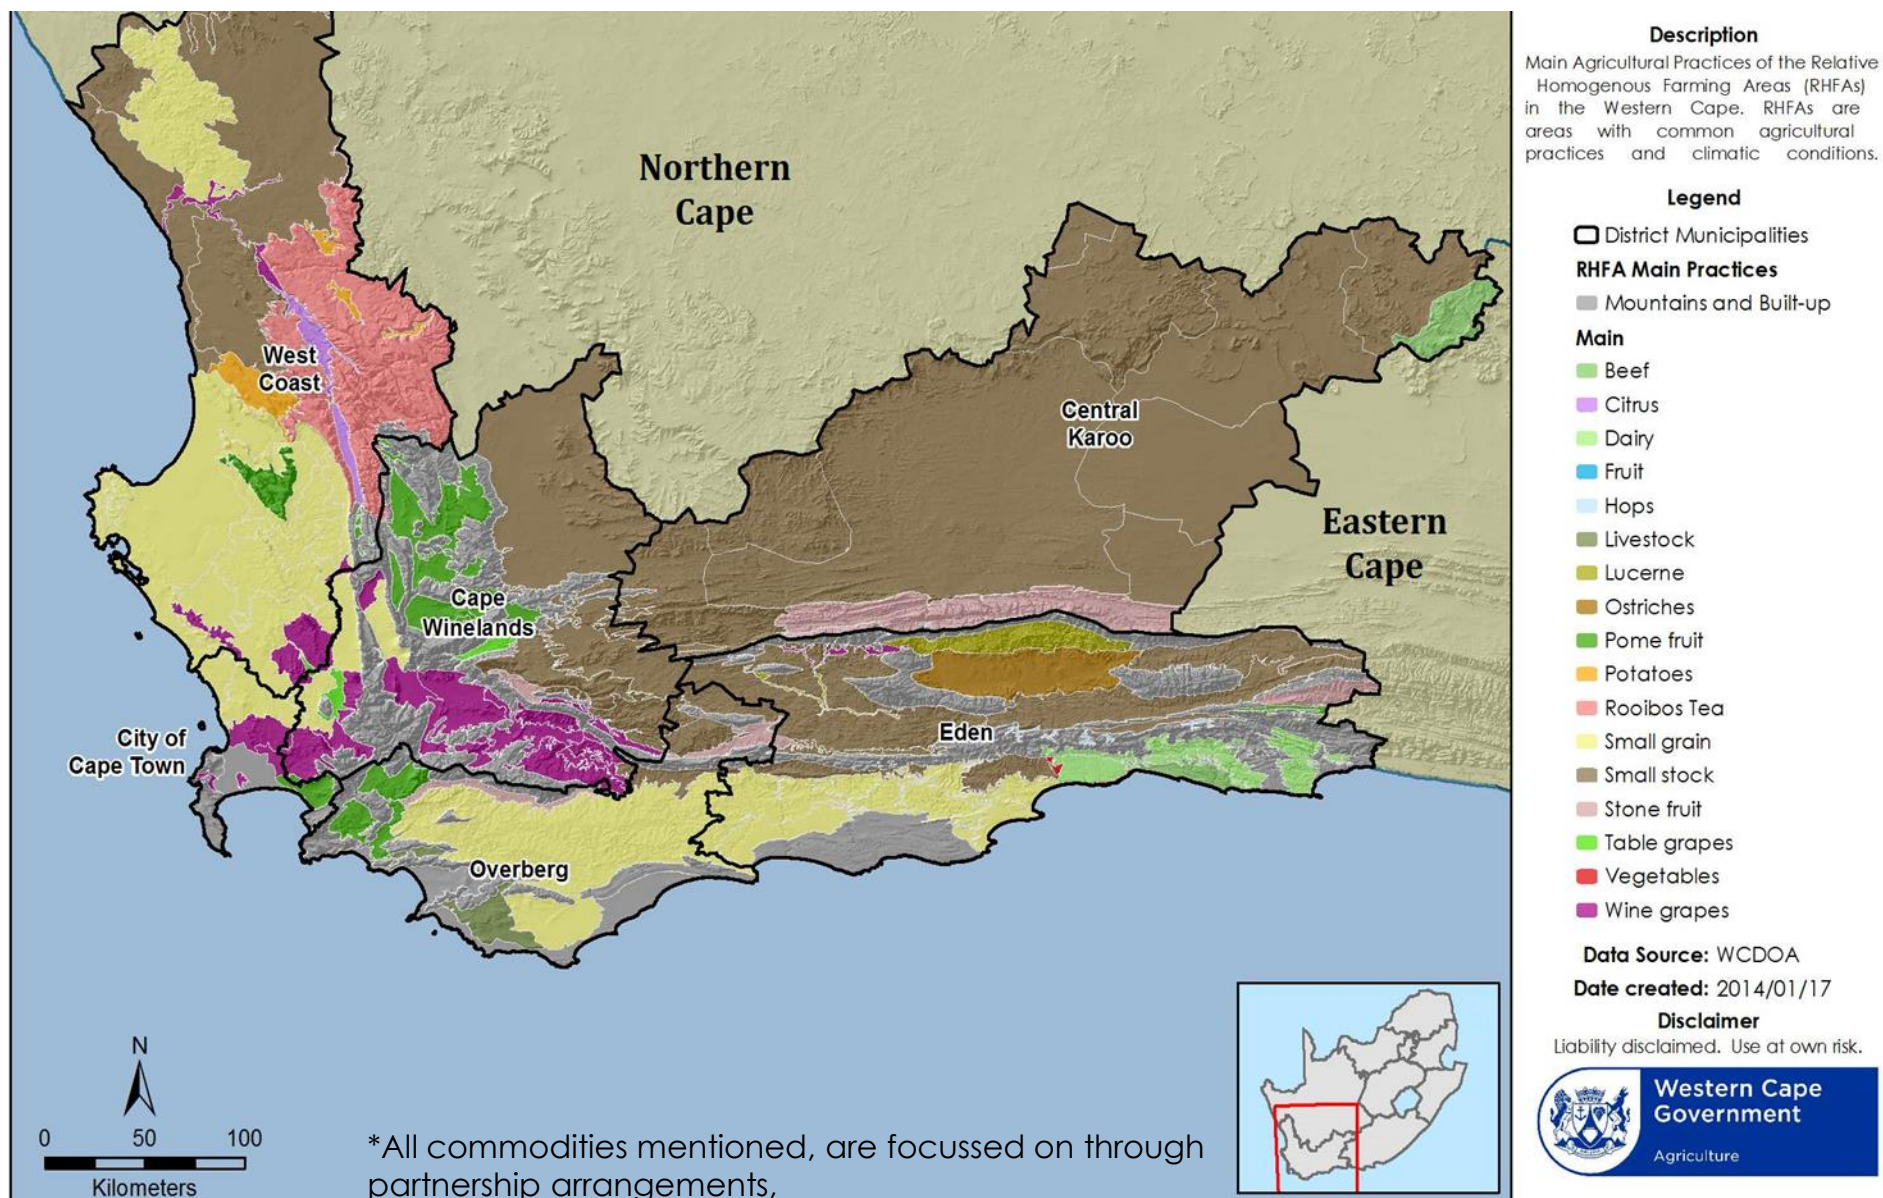 Northern
Cape
West
Coast
Central
Karoo
Eastern
Cape
Cape
Winelands
City of
Cape Town
Eden
Overberg
N
0 50 100
Kilometers
*All commodities mentioned, are focussed on through
partnership arrangements,
Description
Main Agricultural Practices of the Relative
Homogenous Farming Areas (RHFAs)
in the Western Cape. RHFAs are
areas with common agricultural
practices and climatic conditions.
Legend
District Municipalities
RHFA Main Practices
Mountains and Built-up
Main
Beef
Citrus
Dairy
Fruit
Hops
Livestock
Lucerne
Ostriches
Pome fruit
Potatoes
Rooibos Tea
Small grain
Small stock
Stone fruit
Table grapes
Vegetables
Wine grapes
Data Source: WCDOA
Date created: 2014/01/17
Disclaimer
Liability disclaimed. Use at own risk.
Western Cape
Government
Agriculture